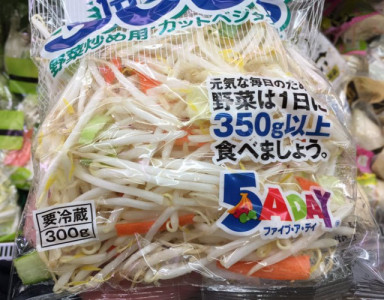 野菜炒め用 カットベジタ
元気な毎日のため
野菜は1日に
350g以上
食べましょう。
5 A DAY
ファイブ・ア・デイ
要冷蔵
300g